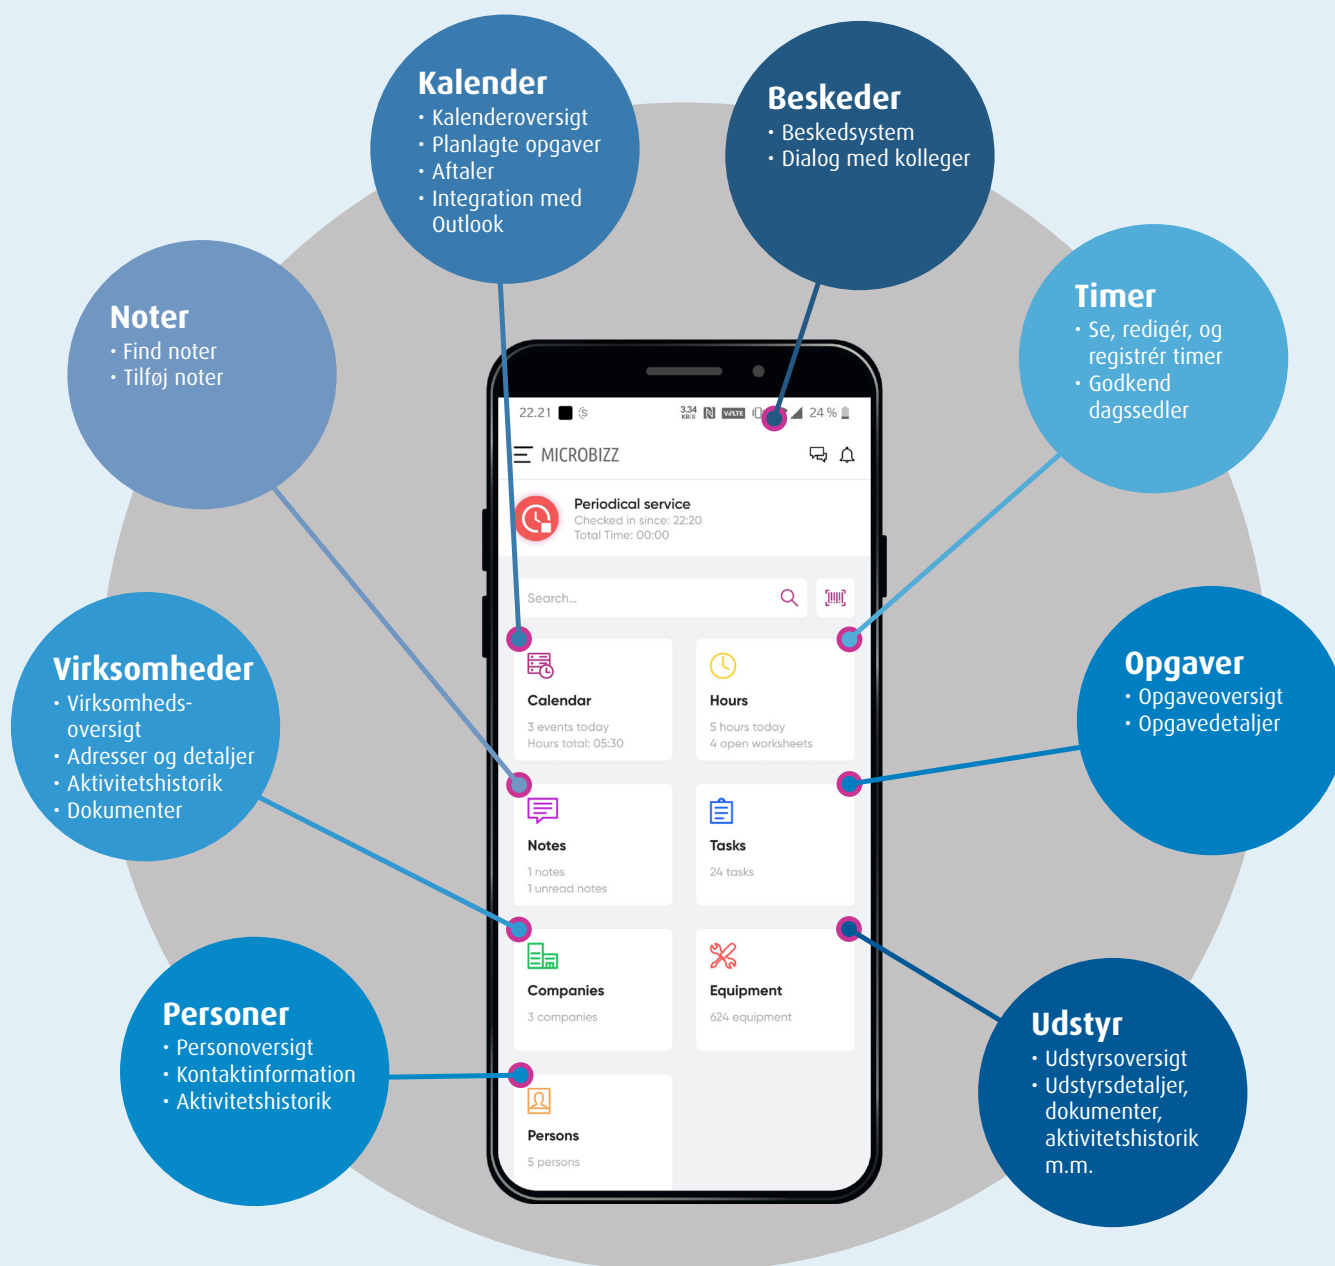 Kalender
· Kalenderoversigt
· Planlagte opgaver
· Aftaler
· Integration med
Outlook
Beskeder
· Beskedsystem
· Dialog med kolleger
Noter
· Find noter
· Tilføj noter
Timer
· Se, redigér, og
registrér timer
· Godkend
dagssedler
Virksomheder
· Virksomheds-
oversigt
· Adresser og detaljer
· Aktivitetshistorik
· Dokumenter
Opgaver
· Opgaveoversigt
· Opgavedetaljer
Personer
· Personoversigt
· Kontaktinformation
· Aktivitetshistorik
Udstyr
· Udstyrsoversigt
· Udstyrsdetaljer,
dokumenter,
aktivitetshistorik
m.m.
22.21 3.34 KB/S VoLTE 24 %
MICROBIZZ
Periodical service
Checked in since: 22:20
Total Time: 00:00
Search...
Calendar
3 events today
Hours total: 05:30
Hours
5 hours today
4 open worksheets
Notes
1 notes
1 unread notes
Tasks
24 tasks
Companies
3 companies
Equipment
624 equipment
Persons
5 persons